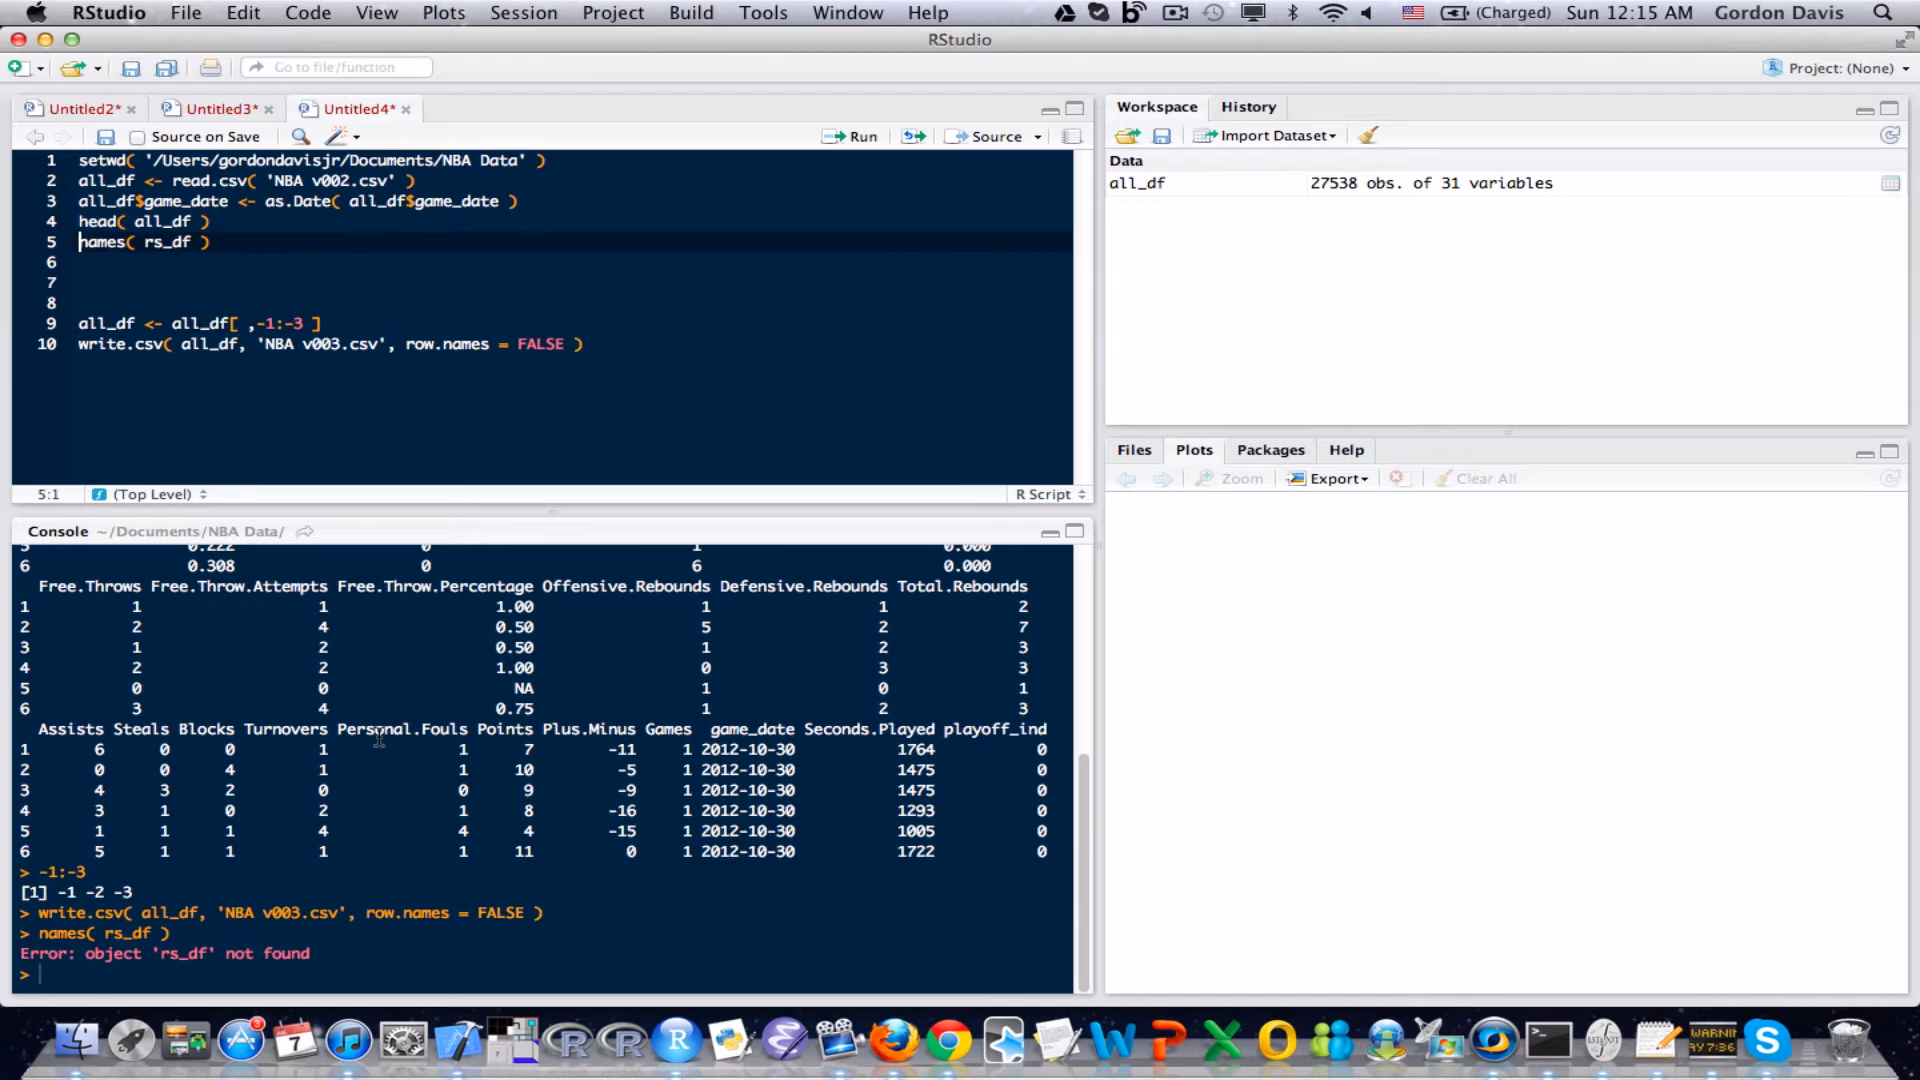 RStudio File Edit Code View Plots Session Project Build Tools Window Help (Charged) Sun 12:15 AM Gordon Davis
RStudio
Go to file/function Project: (None)
Untitled2* Untitled3* Untitled4*
Source on Save Run Source
1 setwd( '/Users/gordondavisjr/Documents/NBA Data' )
2 all_df <- read.csv( 'NBA v002.csv' )
3 all_df$game_date <- as.Date( all_df$game_date )
4 head( all_df )
5 names( rs_df )
6
7
8
9 all_df <- all_df[ ,-1:-3 ]
10 write.csv( all_df, 'NBA v003.csv', row.names = FALSE )
5:1 (Top Level) R Script
Console ~/Documents/NBA Data/
0.222 0 1 0.000
6 0.308 0 6 0.000
Free.Throws Free.Throw.Attempts Free.Throw.Percentage Offensive.Rebounds Defensive.Rebounds Total.Rebounds
1 1 1 1.00 1 1 2
2 2 4 0.50 5 2 7
3 1 2 0.50 1 2 3
4 2 2 1.00 0 3 3
5 0 0 NA 1 0 1
6 3 4 0.75 1 2 3
Assists Steals Blocks Turnovers Personal.Fouls Points Plus.Minus Games game_date Seconds.Played playoff_ind
1 6 0 0 1 1 7 -11 1 2012-10-30 1764 0
2 0 0 4 1 1 10 -5 1 2012-10-30 1475 0
3 4 3 2 0 0 9 -9 1 2012-10-30 1475 0
4 3 1 0 2 1 8 -16 1 2012-10-30 1293 0
5 1 1 1 4 4 4 -15 1 2012-10-30 1005 0
6 5 1 1 1 1 11 0 1 2012-10-30 1722 0
> -1:-3
[1] -1 -2 -3
> write.csv( all_df, 'NBA v003.csv', row.names = FALSE )
> names( rs_df )
Error: object 'rs_df' not found
>
Workspace History
Import Dataset
Data
all_df 27538 obs. of 31 variables
Files Plots Packages Help
Zoom Export Clear All
3
7
WARNIN
AY 7:36